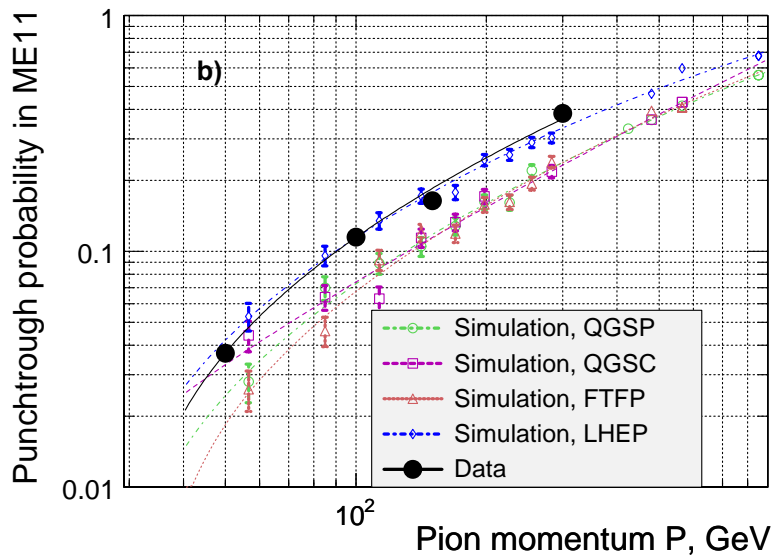 Punchtrough probability in ME11
1
0.1
0.01
b)
Simulation, QGSP
Simulation, QGSC
Simulation, FTFP
Simulation, LHEP
Data
10²
Pion momentum P, GeV